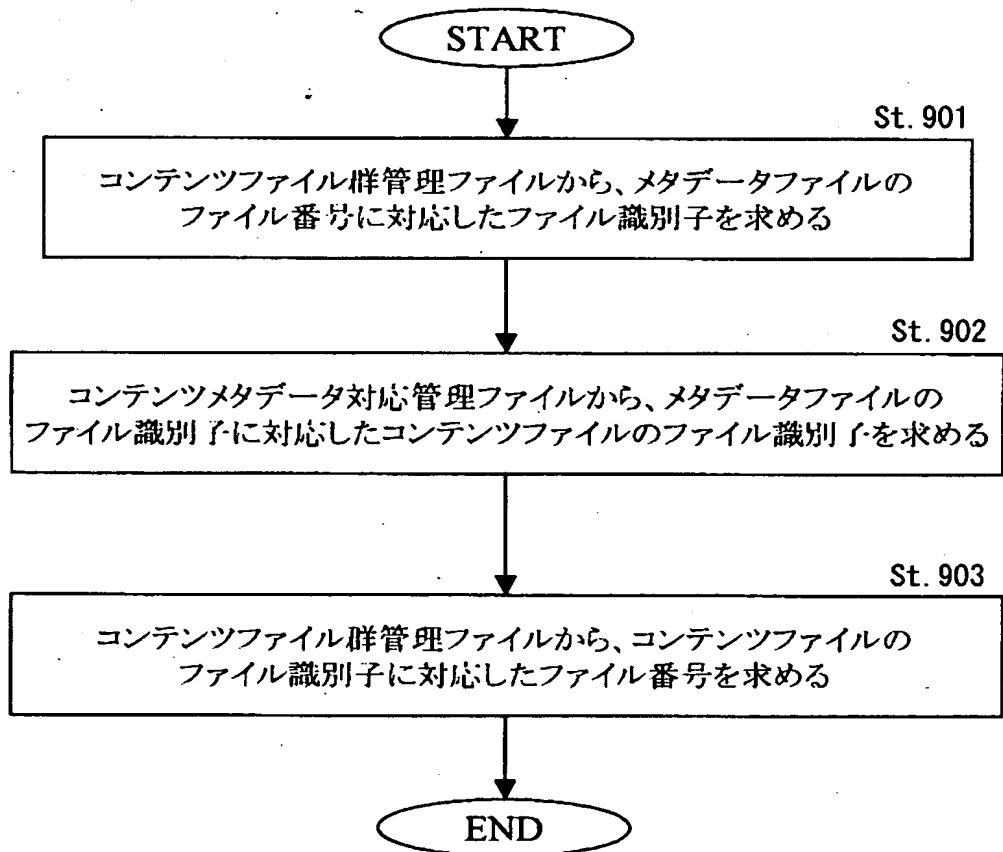 START
St. 901
コンテンツファイル群管理ファイルから、メタデータファイルの
ファイル番号に対応したファイル識別子を求める
St. 902
コンテンツメタデータ対応管理ファイルから、メタデータファイルの
ファイル識別子に対応したコンテンツファイルのファイル識別子を求める
St. 903
コンテンツファイル群管理ファイルから、コンテンツファイルの
ファイル識別子に対応したファイル番号を求める
END